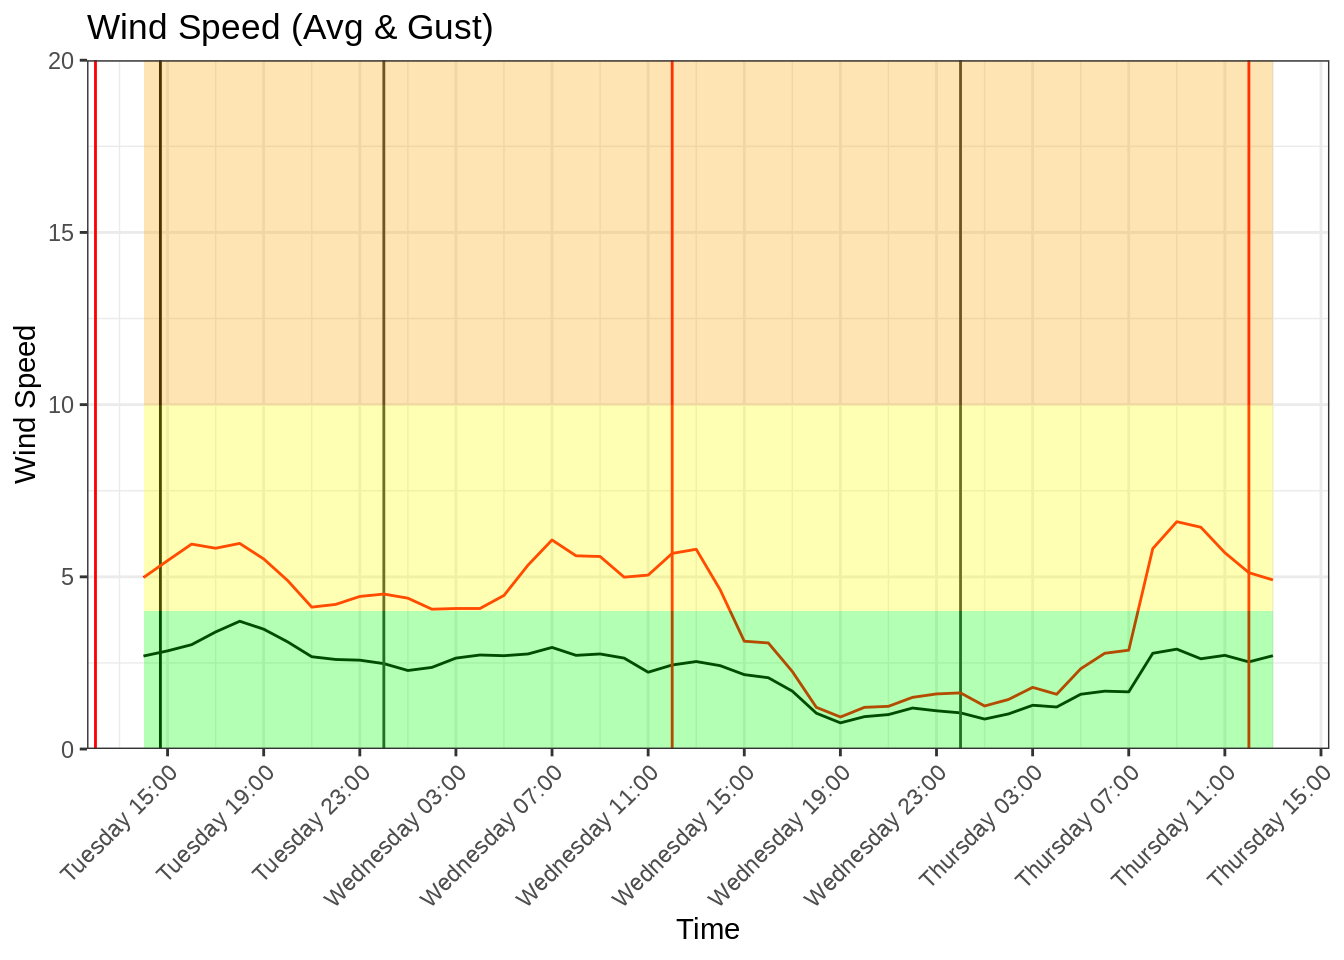 Wind Speed (Avg & Gust)
Wind Speed
20
15
10
5
0
Tuesday 15:00
Tuesday 19:00
Tuesday 23:00
Wednesday 03:00
Wednesday 07:00
Wednesday 11:00
Wednesday 15:00
Wednesday 19:00
Wednesday 23:00
Thursday 03:00
Thursday 07:00
Thursday 11:00
Thursday 15:00
Time